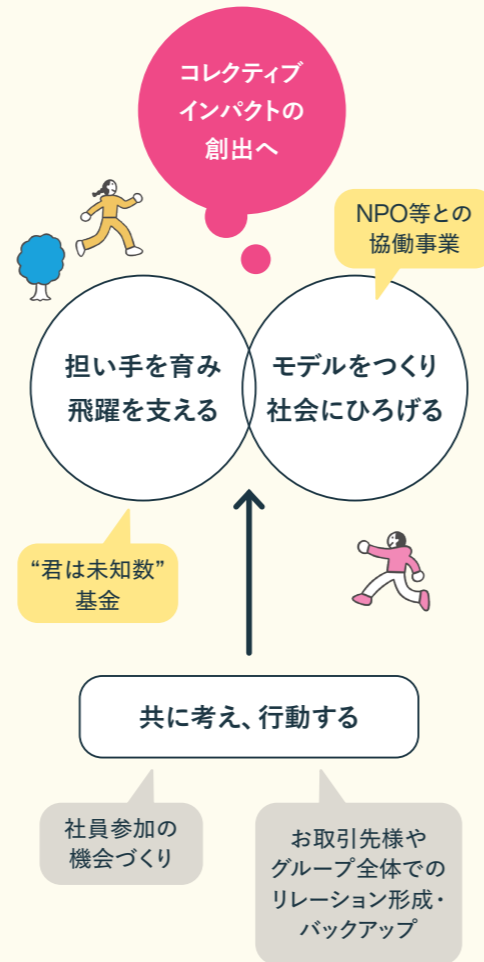 コレクティブ
インパクトの
創出へ
NPO等との
協働事業
担い手を育み
飛躍を支える
モデルをつくり
社会にひろげる
“君は未知数”
基金
共に考え、行動する
社員参加の
機会づくり
お取引先様や
グループ全体での
リレーション形成・
バックアップ